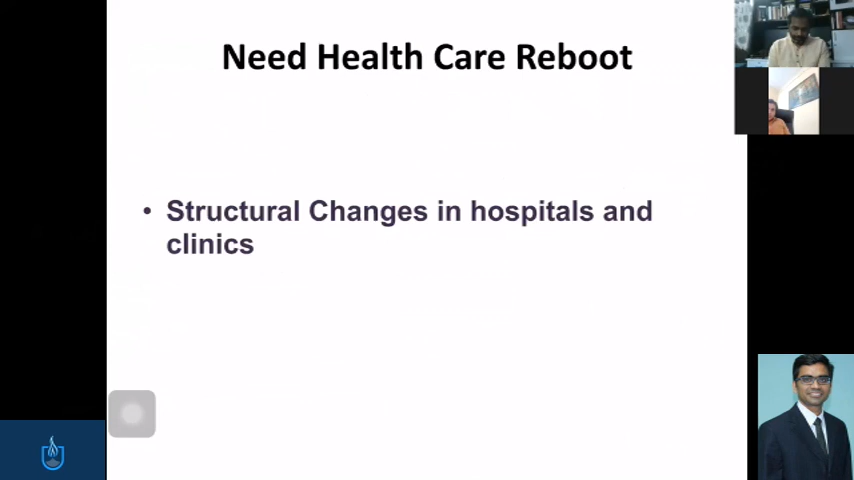 Need Health Care Reboot
• Structural Changes in hospitals and
clinics